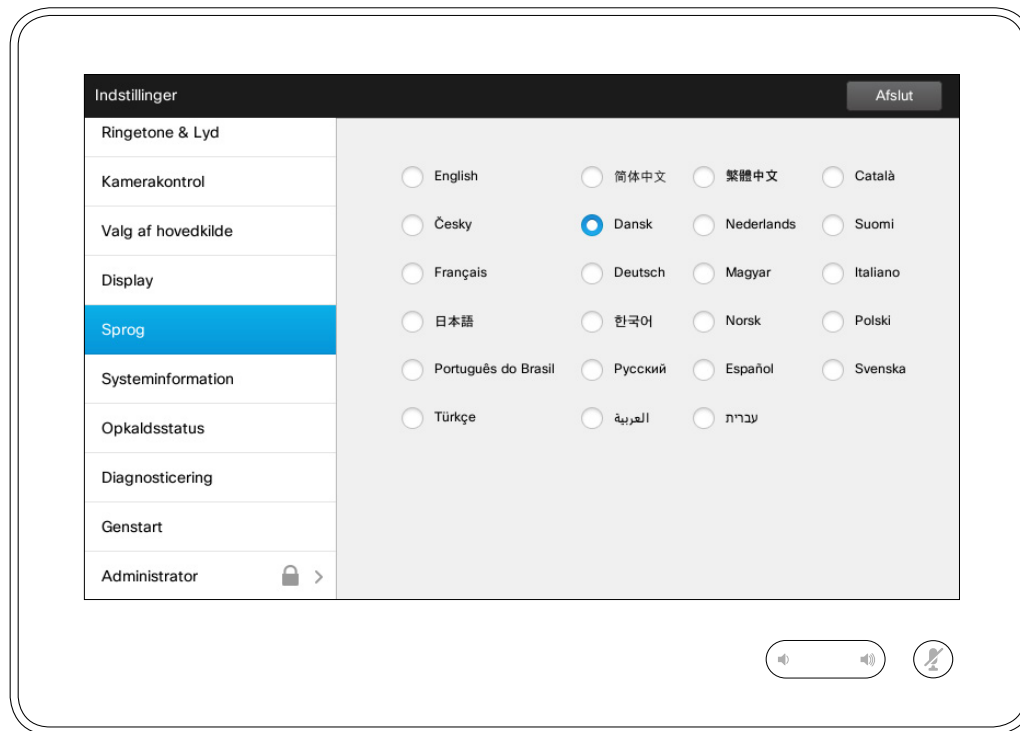 Indstillinger
Afslut
Ringetone & Lyd
Kamerakontrol
Valg af hovedkilde
Display
Sprog
Systeminformation
Opkaldsstatus
Diagnosticering
Genstart
Administrator
English
简体中文
繁體中文
Català
Česky
Dansk
Nederlands
Suomi
Français
Deutsch
Magyar
Italiano
日本語
한국어
Norsk
Polski
Português do Brasil
Русский
Español
Svenska
Türkçe
العربية
עברית